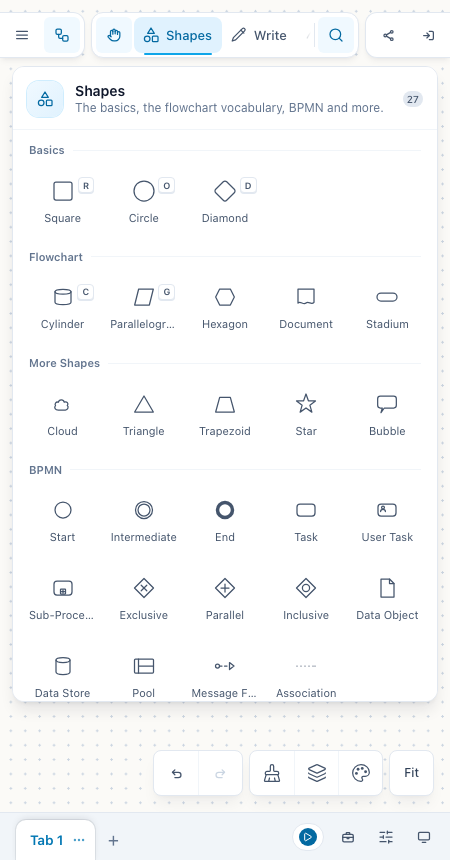 Shapes
Write
Shapes
The basics, the flowchart vocabulary, BPMN and more.
27
Basics
R
O
D
Square
Circle
Diamond
Flowchart
C
G
Cylinder
Parallelogr...
Hexagon
Document
Stadium
More Shapes
Cloud
Triangle
Trapezoid
Star
Bubble
BPMN
Start
Intermediate
End
Task
User Task
Sub-Proce...
Exclusive
Parallel
Inclusive
Data Object
Data Store
Pool
Message F...
Association
Fit
Tab 1